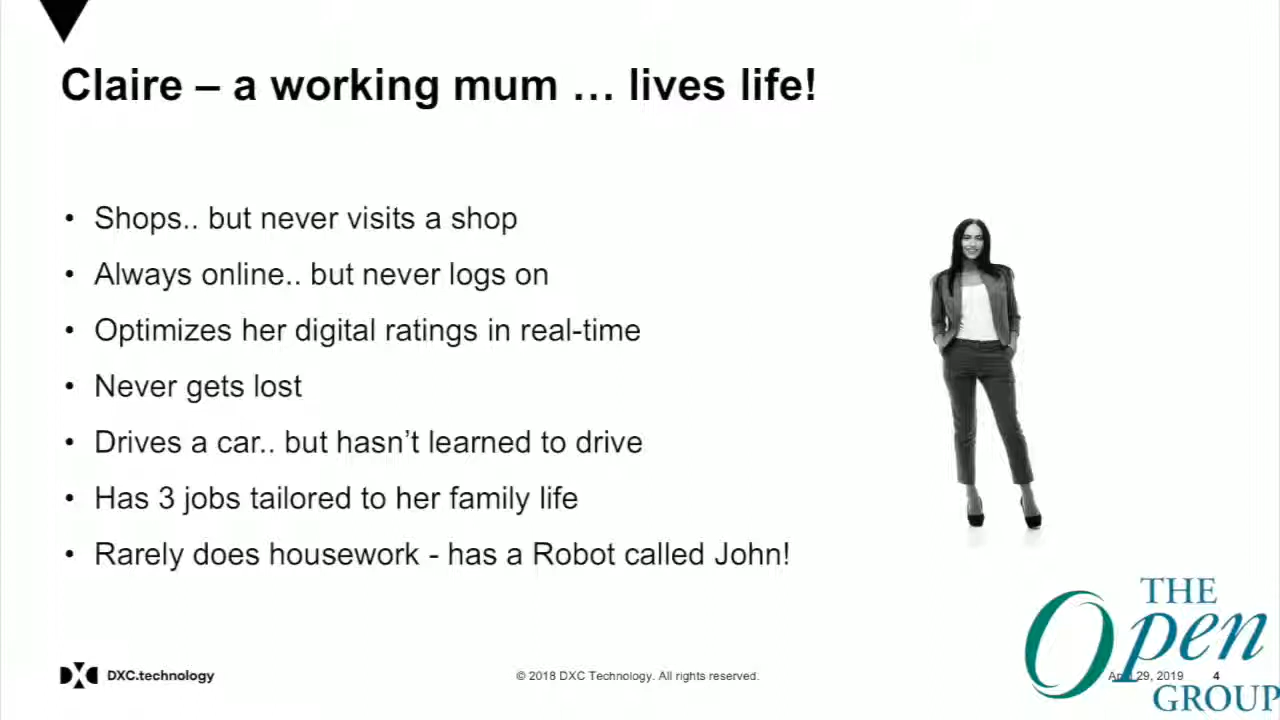 Claire – a working mum … lives life!
• Shops.. but never visits a shop
• Always online.. but never logs on
• Optimizes her digital ratings in real-time
• Never gets lost
• Drives a car.. but hasn’t learned to drive
• Has 3 jobs tailored to her family life
• Rarely does housework - has a Robot called John!
DXC.technology
© 2018 DXC Technology. All rights reserved.
29, 2019 4
THE
Open
GROUP